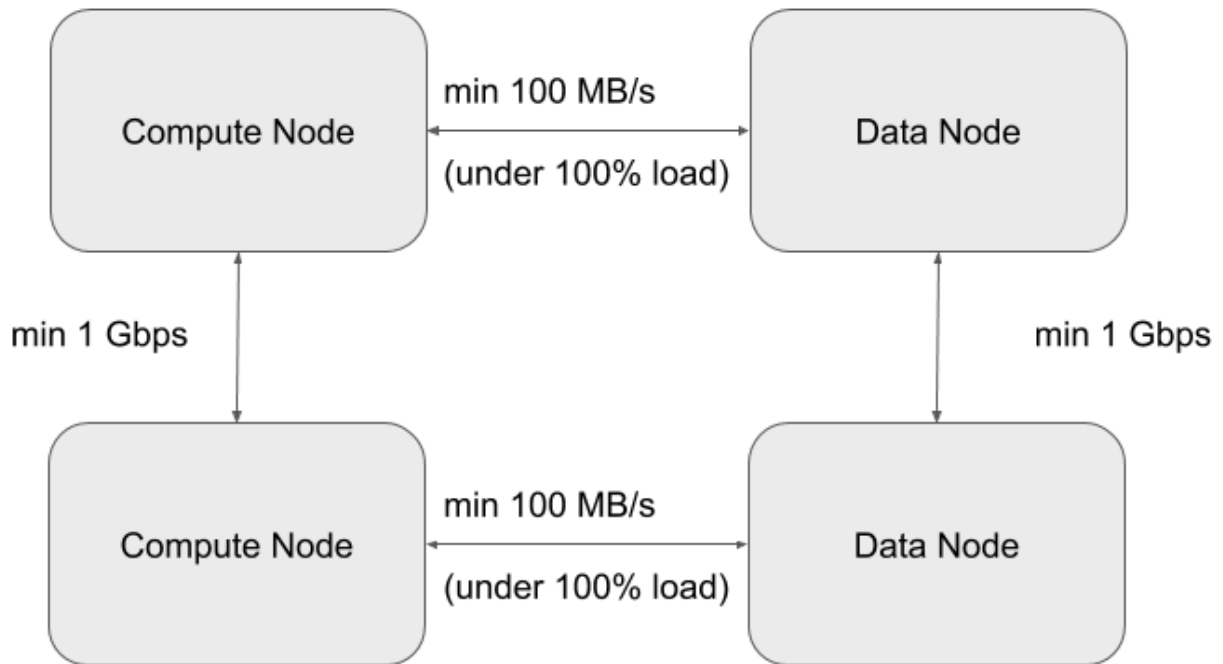 min 100 MB/s
Compute Node
Data Node
(under 100% load)
min 1 Gbps
min 1 Gbps
min 100 MB/s
Compute Node
Data Node
(under 100% load)